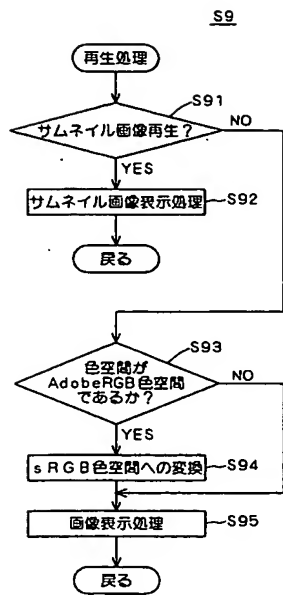 S9
再生処理
S91
サムネイル画像再生？
NO
YES
サムネイル画像表示処理
S92
戻る
S93
色空間が
AdobeRGB色空間
であるか？
NO
YES
sRGB色空間への変換
S94
画像表示処理
S95
戻る